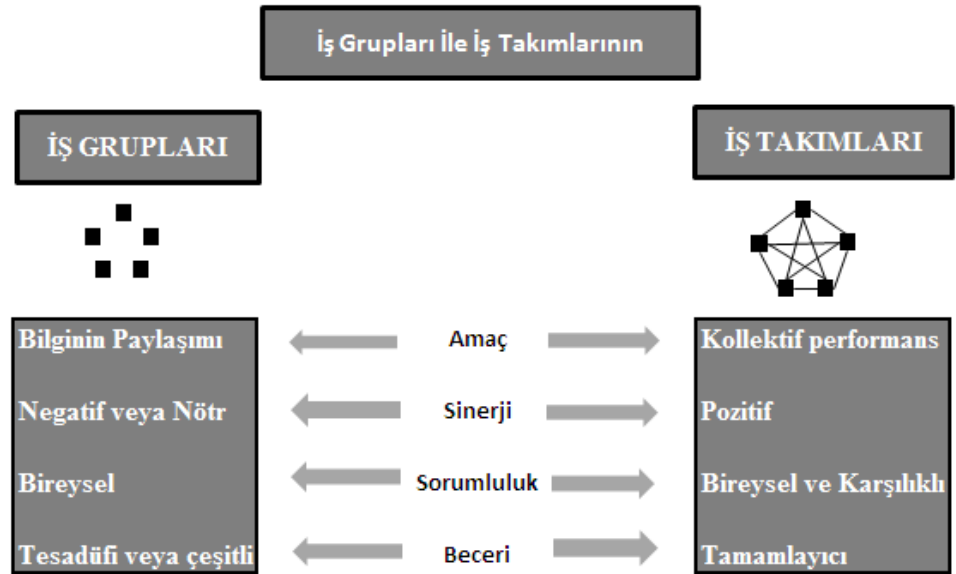 İş Grupları İle İş Takımlarının
İŞ GRUPLARI
İŞ TAKIMLARI
Bilginin Paylaşımı
Amaç
Kollektif performans
Negatif veya Nötr
Sinerji
Pozitif
Bireysel
Sorumluluk
Bireysel ve Karşılıklı
Tesadüfi veya çeşitli
Beceri
Tamamlayıcı